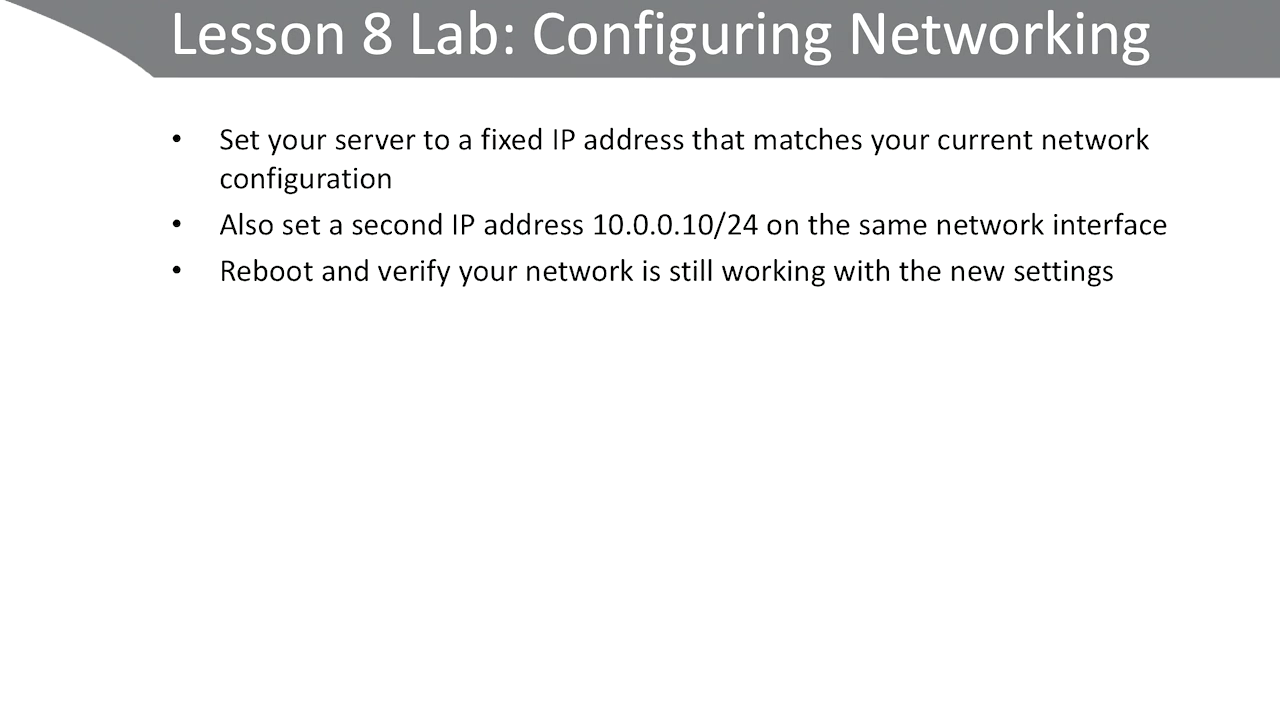 Lesson 8 Lab: Configuring Networking
• Set your server to a fixed IP address that matches your current network
configuration
• Also set a second IP address 10.0.0.10/24 on the same network interface
• Reboot and verify your network is still working with the new settings